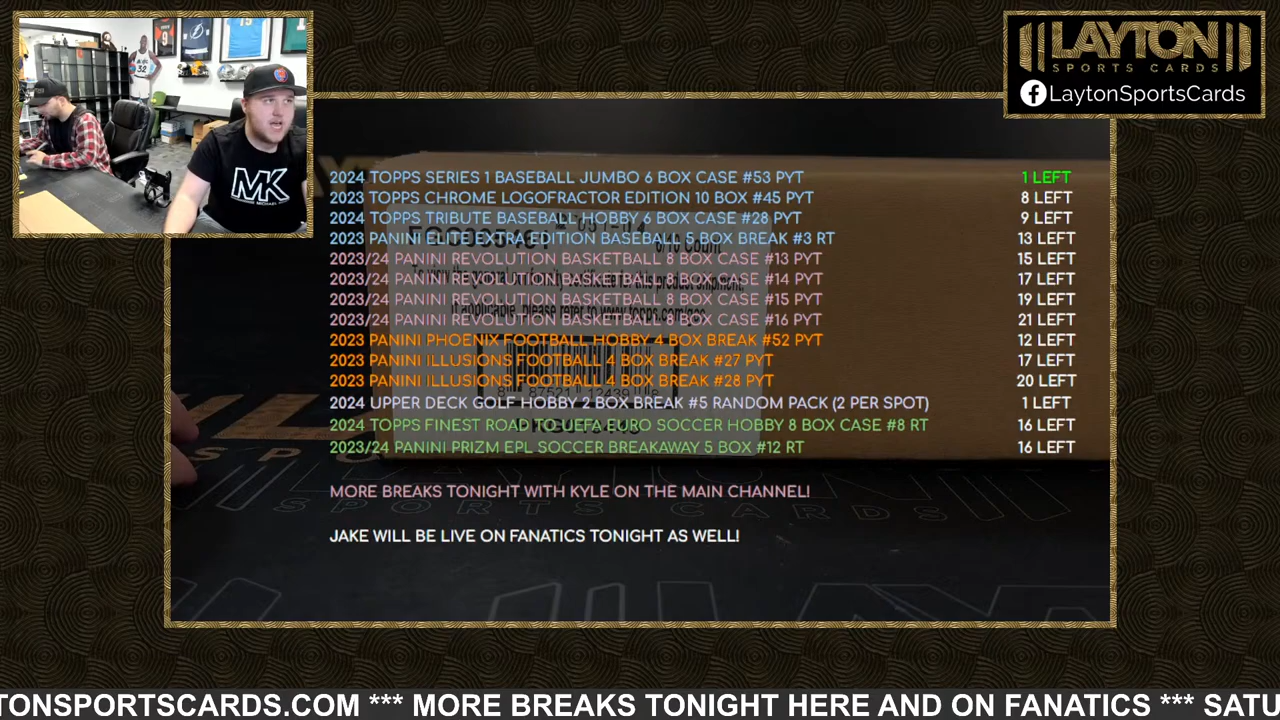 LAYTON
SPORTS CARDS
LaytonSportsCards
MK
2024 TOPPS SERIES 1 BASEBALL JUMBO 6 BOX CASE #53 PYT 1 LEFT
2023 TOPPS CHROME LOGOFRACTOR EDITION 10 BOX #45 PYT 8 LEFT
2024 TOPPS TRIBUTE BASEBALL HOBBY 6 BOX CASE #28 PYT 9 LEFT
2023 PANINI ELITE EXTRA EDITION BASEBALL 5 BOX BREAK #3 RT 13 LEFT
2023/24 PANINI REVOLUTION BASKETBALL 8 BOX CASE #13 PYT 15 LEFT
2023/24 PANINI REVOLUTION BASKETBALL 8 BOX CASE #14 PYT 17 LEFT
2023/24 PANINI REVOLUTION BASKETBALL 8 BOX CASE #15 PYT 19 LEFT
2023/24 PANINI REVOLUTION BASKETBALL 8 BOX CASE #16 PYT 21 LEFT
2023 PANINI PHOENIX FOOTBALL HOBBY 4 BOX BREAK #52 PYT 12 LEFT
2023 PANINI ILLUSIONS FOOTBALL 4 BOX BREAK #27 PYT 17 LEFT
2023 PANINI ILLUSIONS FOOTBALL 4 BOX BREAK #28 PYT 20 LEFT
2024 UPPER DECK GOLF HOBBY 2 BOX BREAK #5 RANDOM PACK (2 PER SPOT) 1 LEFT
2024 TOPPS FINEST ROAD TO UEFA EURO SOCCER HOBBY 8 BOX CASE #8 RT 16 LEFT
2023/24 PANINI PRIZM EPL SOCCER BREAKAWAY 5 BOX #12 RT 16 LEFT
MORE BREAKS TONIGHT WITH KYLE ON THE MAIN CHANNEL!
JAKE WILL BE LIVE ON FANATICS TONIGHT AS WELL!
TONSPORTSCARDS.COM *** MORE BREAKS TONIGHT HERE AND ON FANATICS *** SATU